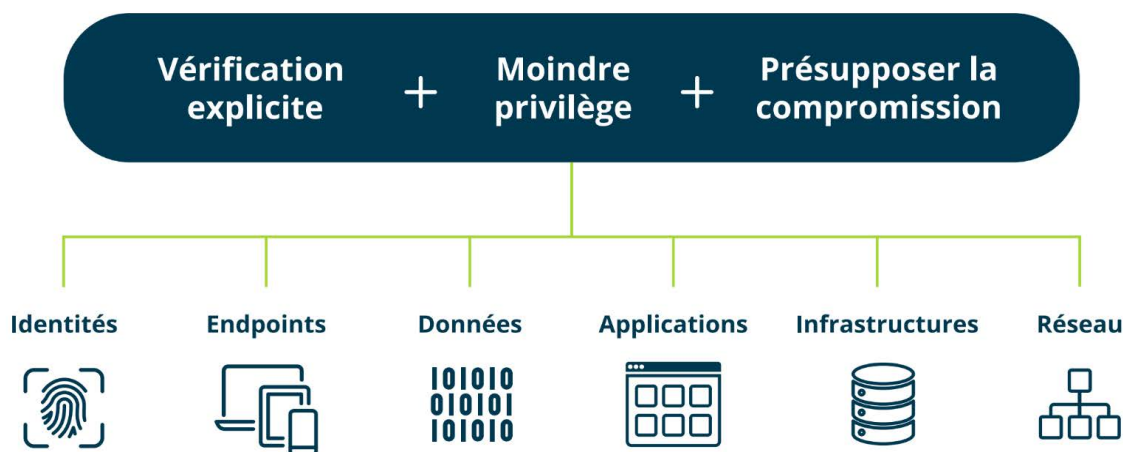 Vérification explicite + Moindre privilège + Présupposer la compromission
Identités Endpoints Données Applications Infrastructures Réseau
101010
010101
101010